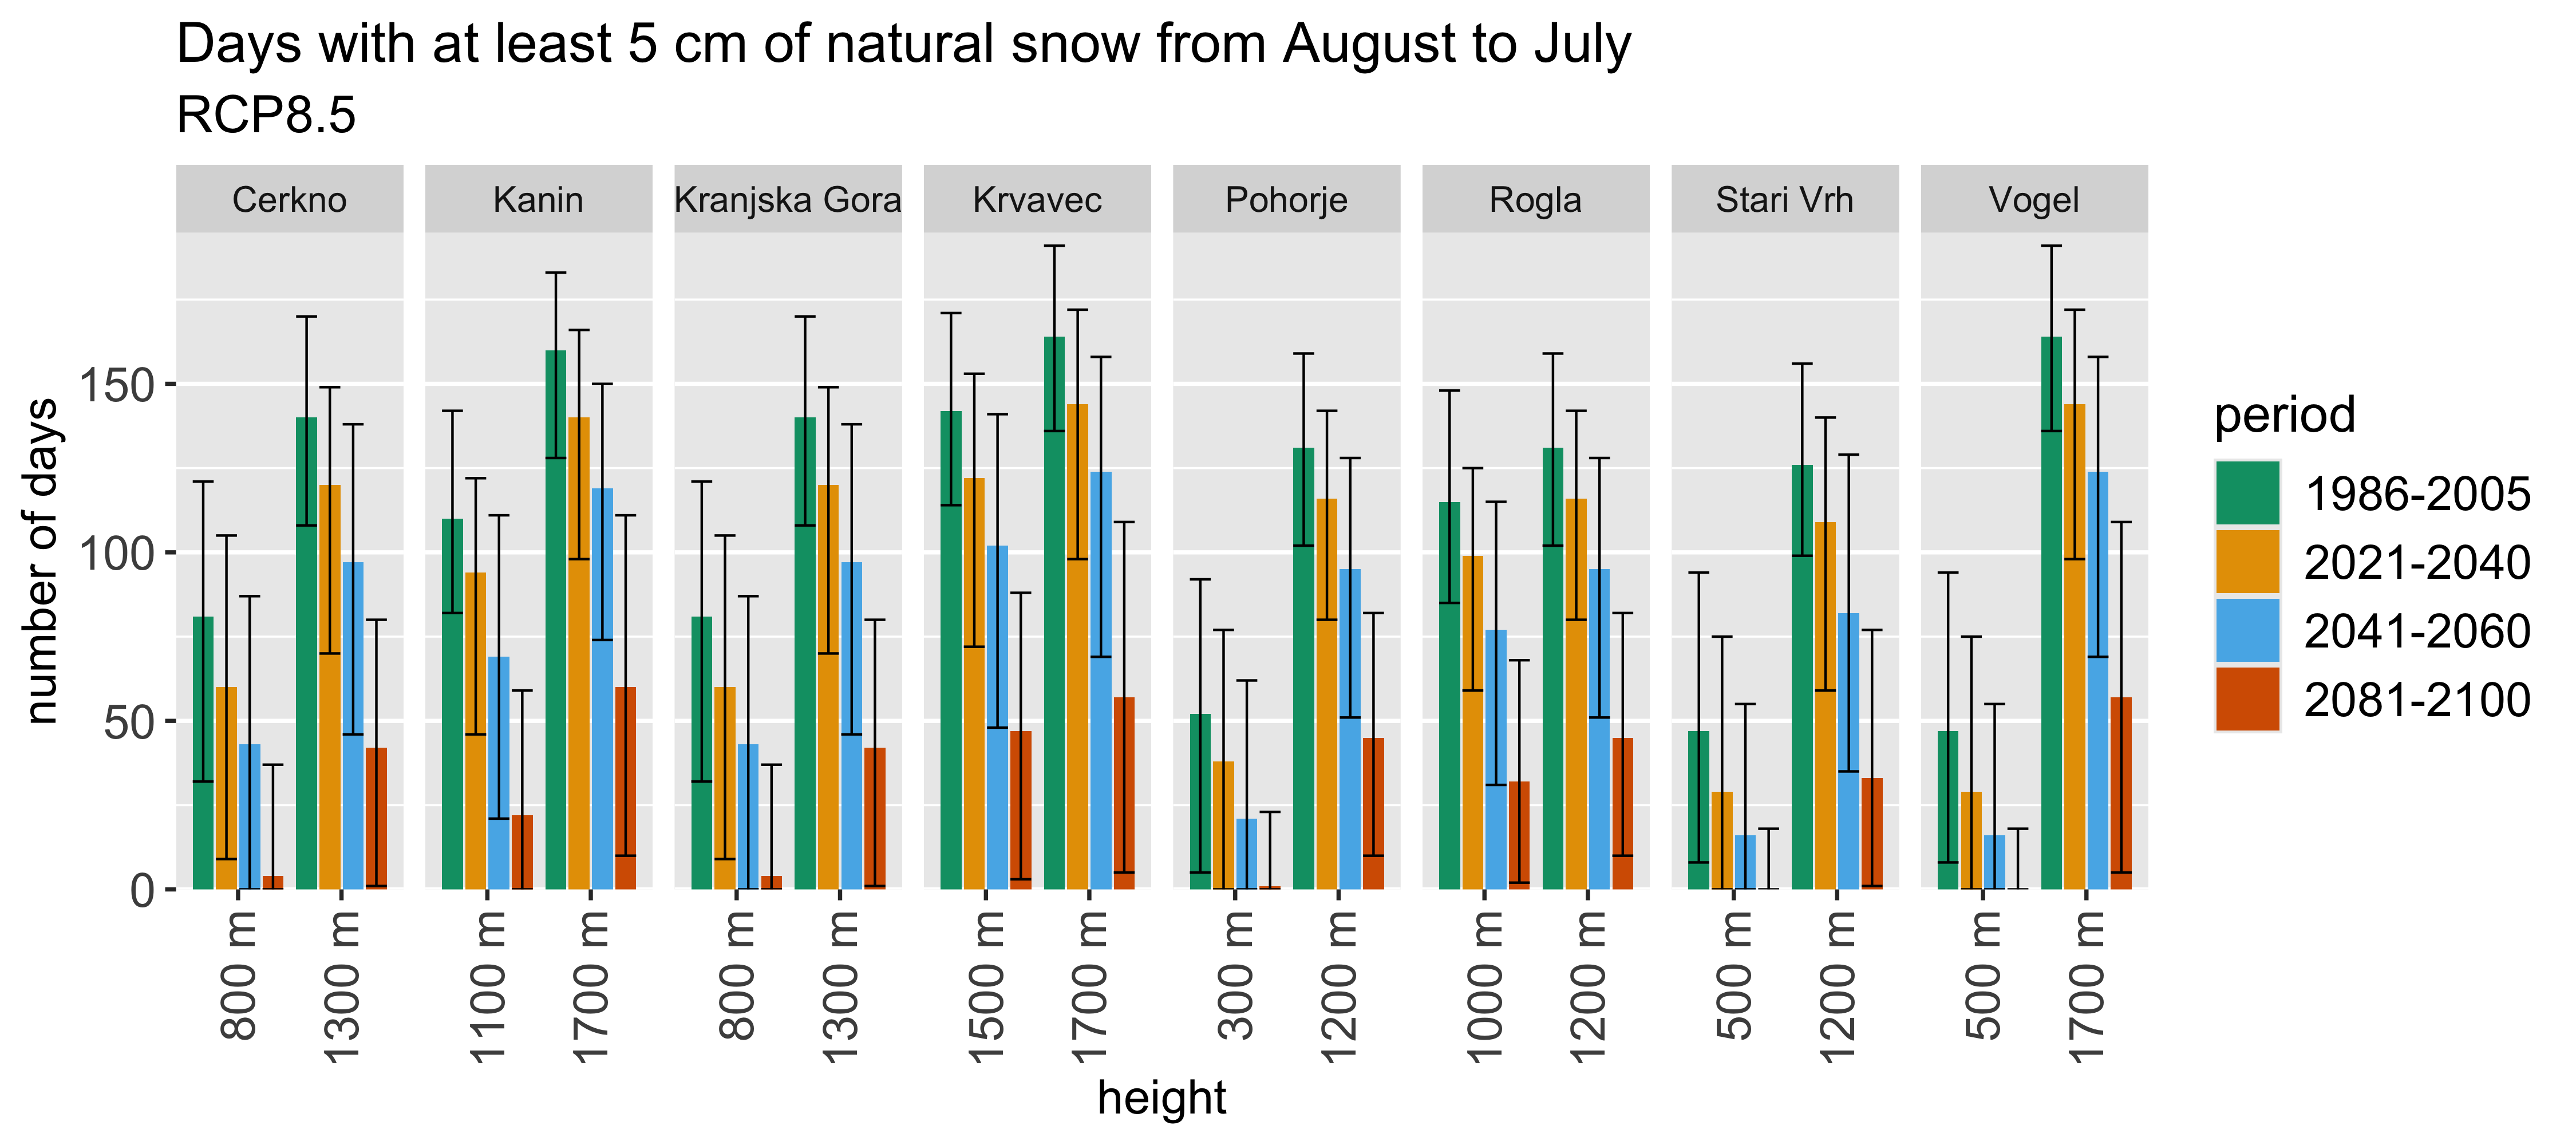 Days with at least 5 cm of natural snow from August to July
RCP8.5
Cerkno
Kanin
Kranjska Gora
Krvavec
Pohorje
Rogla
Stari Vrh
Vogel
number of days
150
100
50
0
800 m
1300 m
1100 m
1700 m
800 m
1300 m
1500 m
1700 m
300 m
1200 m
1000 m
1200 m
500 m
1200 m
500 m
1700 m
height
period
1986-2005
2021-2040
2041-2060
2081-2100